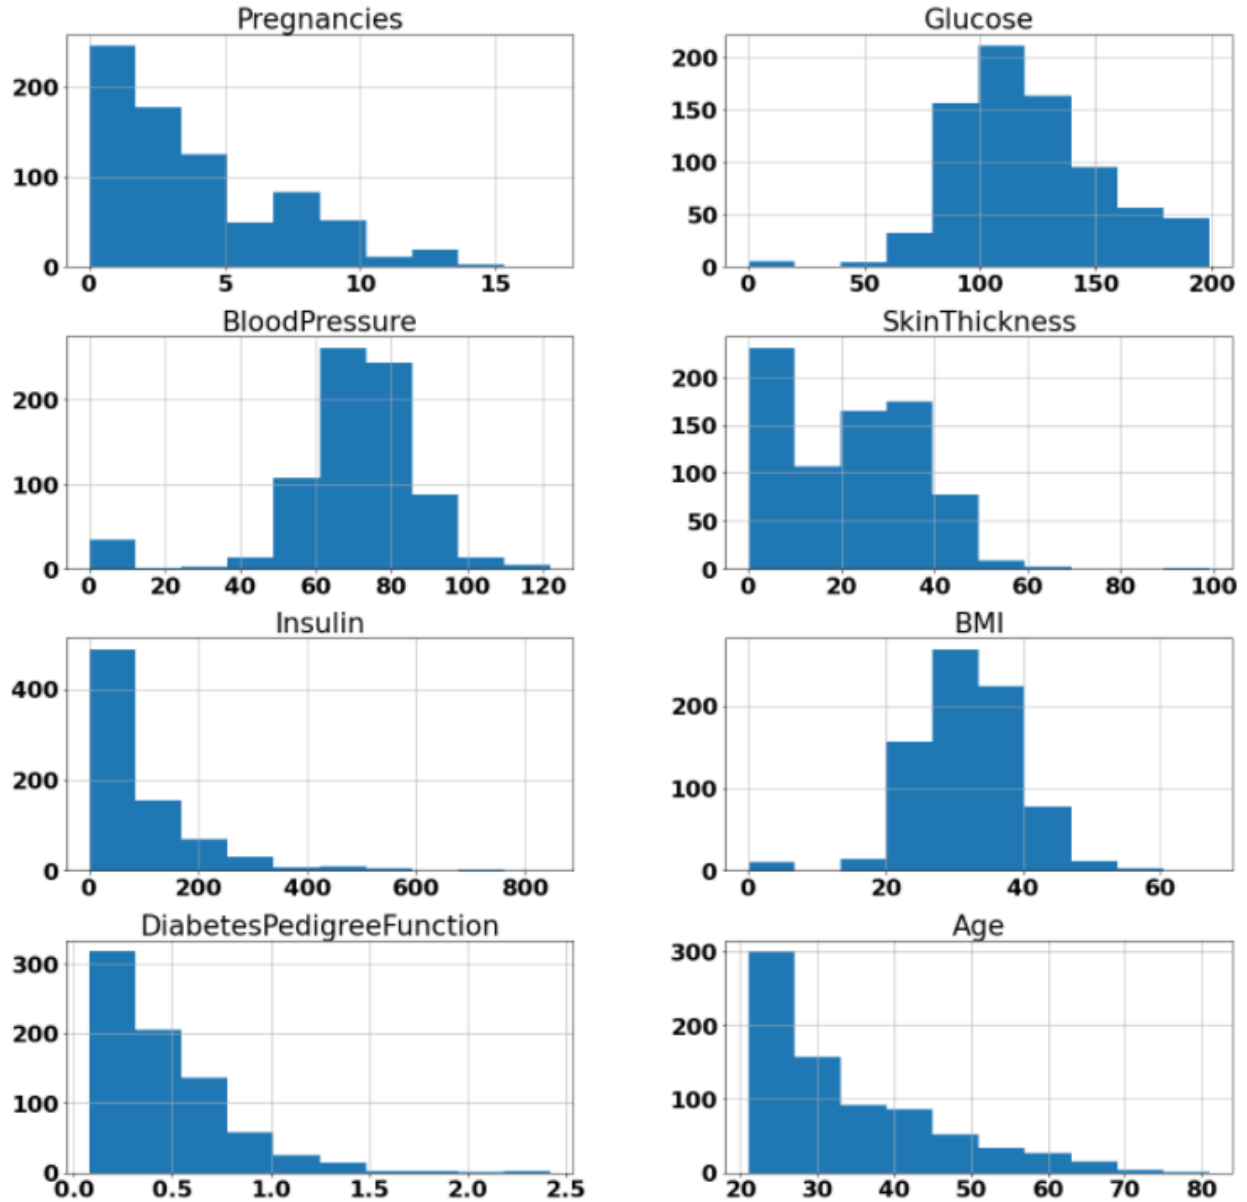 Pregnancies
200
100
0
0 5 10 15
Glucose
200
150
100
50
0
0 50 100 150 200
BloodPressure
200
100
0
0 20 40 60 80 100 120
SkinThickness
200
150
100
50
0
0 20 40 60 80 100
Insulin
400
200
0
0 200 400 600 800
BMI
200
100
0
0 20 40 60
DiabetesPedigreeFunction
300
200
100
0
0.0 0.5 1.0 1.5 2.0 2.5
Age
300
200
100
0
20 30 40 50 60 70 80